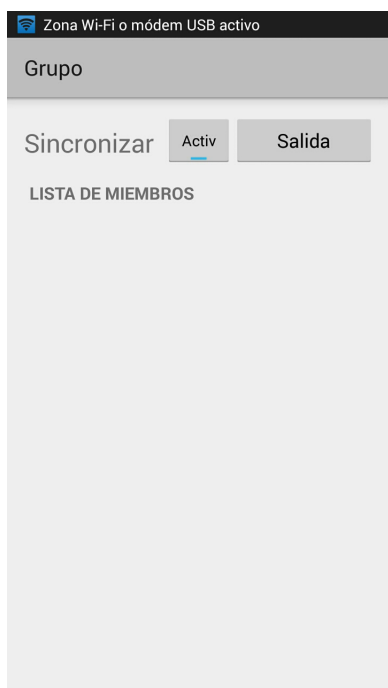 Zona Wi-Fi o módem USB activo
Grupo
Sincronizar Activ Salida
LISTA DE MIEMBROS